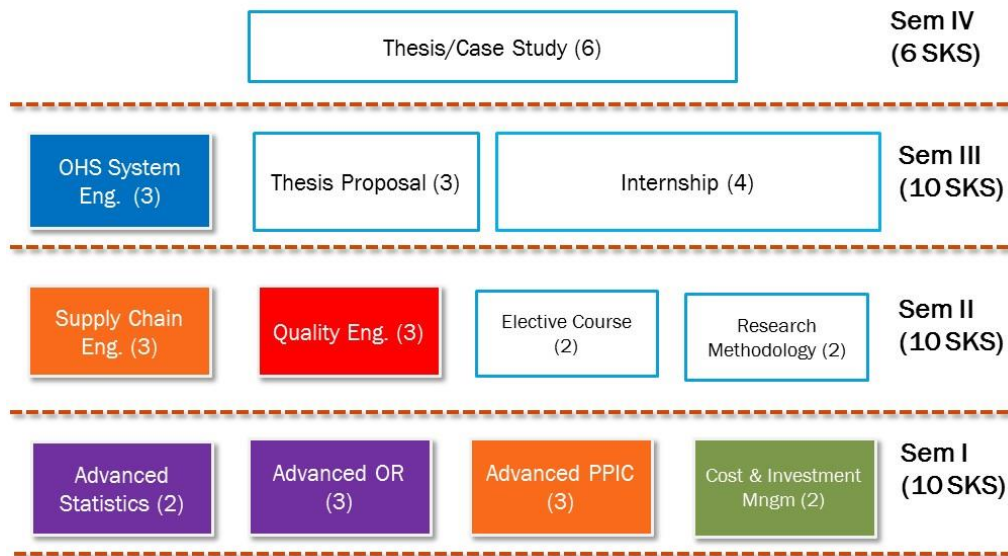 Thesis/Case Study (6)
Sem IV
(6 SKS)
OHS System
Eng. (3)
Thesis Proposal (3)
Internship (4)
Sem III
(10 SKS)
Supply Chain
Eng. (3)
Quality Eng. (3)
Elective Course
(2)
Research
Methodology (2)
Sem II
(10 SKS)
Advanced
Statistics (2)
Advanced OR
(3)
Advanced PPIC
(3)
Cost & Investment
Mngm (2)
Sem I
(10 SKS)